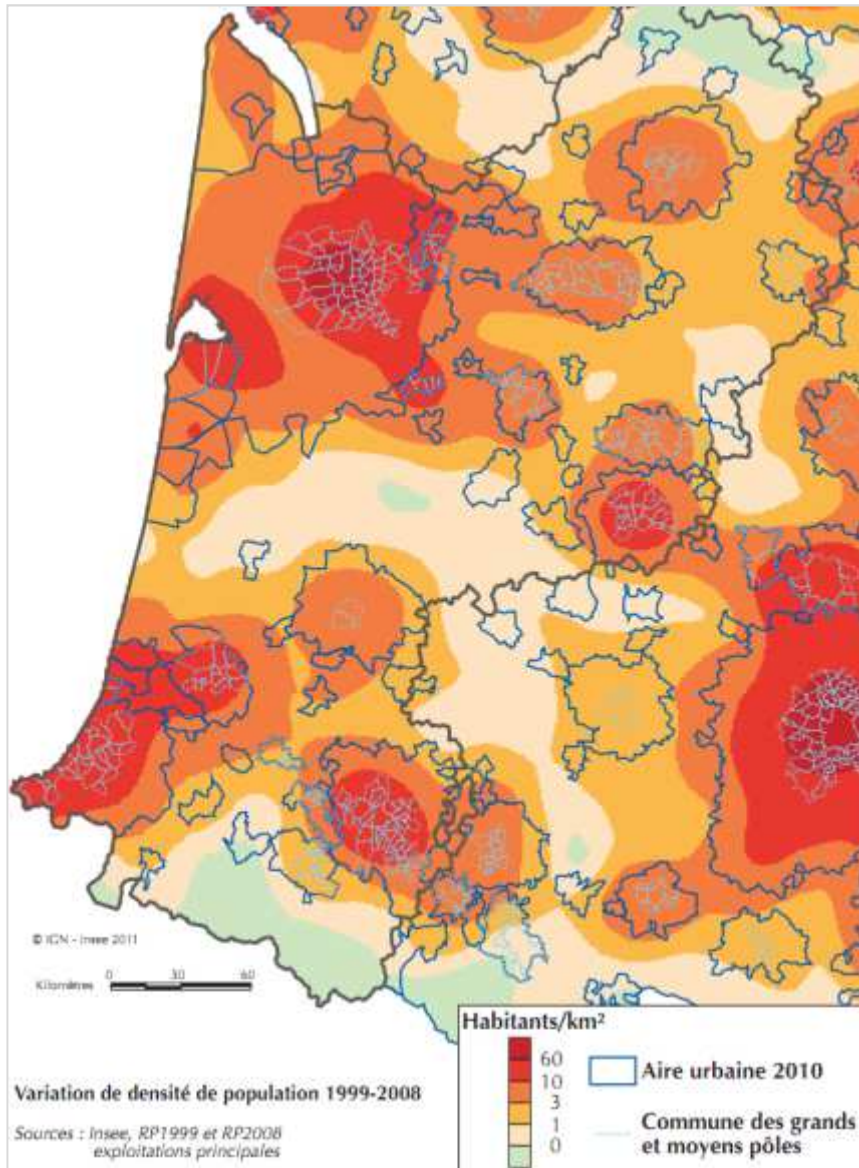 © IGN - Insee 2011
Kilomètres 0 30 60
Variation de densité de population 1999-2008
Sources : Insee, RP1999 et RP2008
exploitations principales
Habitants/km²
60
10
3
1
0
Aire urbaine 2010
Commune des grands
et moyens pôles